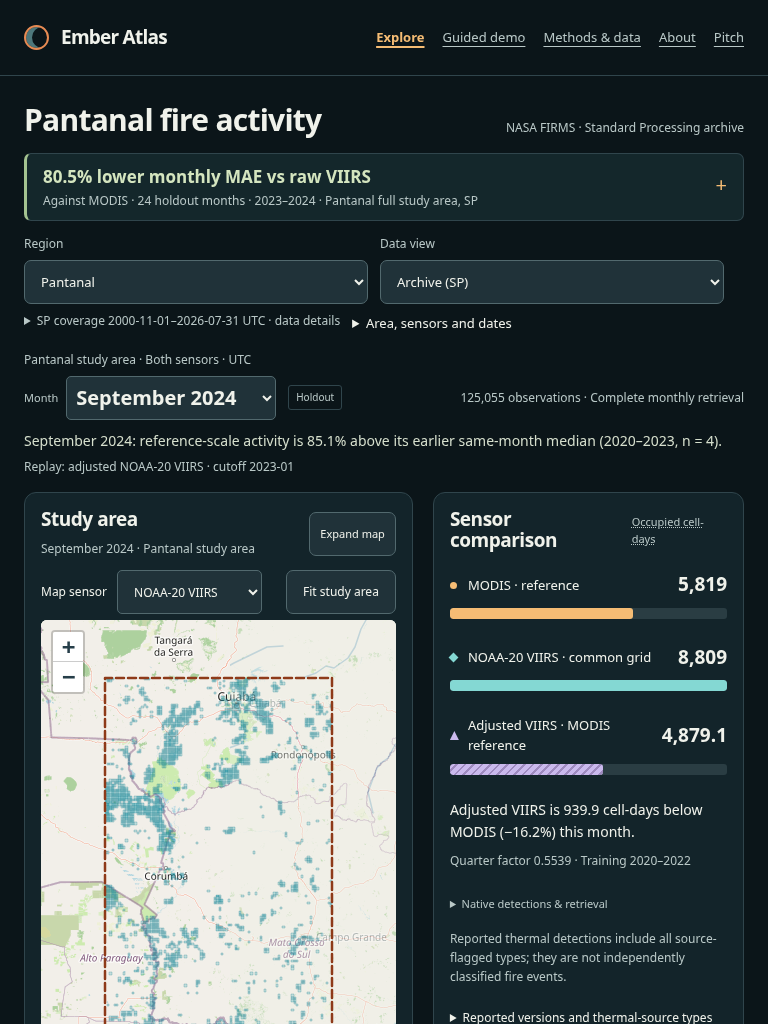 Ember Atlas
Explore
Guided demo
Methods & data
About
Pitch
Pantanal fire activity
NASA FIRMS · Standard Processing archive
80.5% lower monthly MAE vs raw VIIRS
Against MODIS · 24 holdout months · 2023–2024 · Pantanal full study area, SP
+
Region
Data view
Pantanal
Archive (SP)
SP coverage 2000-11-01–2026-07-31 UTC · data details
Area, sensors and dates
Pantanal study area · Both sensors · UTC
Month
September 2024
Holdout
125,055 observations · Complete monthly retrieval
September 2024: reference-scale activity is 85.1% above its earlier same-month median (2020–2023, n = 4).
Replay: adjusted NOAA-20 VIIRS · cutoff 2023-01
Study area
September 2024 · Pantanal study area
Expand map
Map sensor
NOAA-20 VIIRS
Fit study area
+
−
Tangará
da Serra
Cuiabá
Rondonópolis
Corumbá
Campo Grande
Mato Grosso
do Sul
Alto Paraguay
Sensor
comparison
Occupied cell-
days
MODIS · reference
5,819
NOAA-20 VIIRS · common grid
8,809
Adjusted VIIRS · MODIS
reference
4,879.1
Adjusted VIIRS is 939.9 cell-days below
MODIS (−16.2%) this month.
Quarter factor 0.5539 · Training 2020–2022
Native detections & retrieval
Reported thermal detections include all source-
flagged types; they are not independently
classified fire events.
Reported versions and thermal-source types